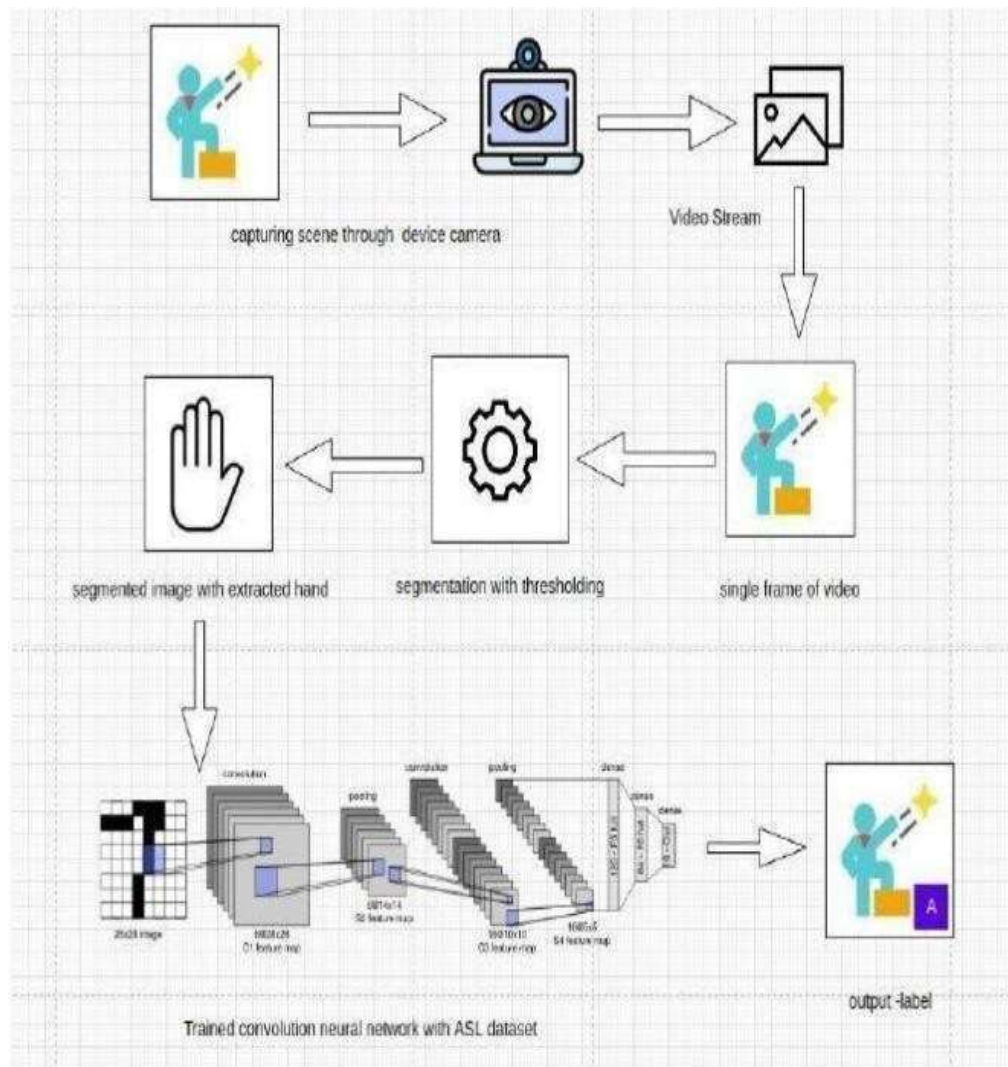 capturing scene through device camera
Video Stream
segmented image with extracted hand
segmentation with thresholding
single frame of video
convolution
pooling
convolution
pooling
dense
dense
dense
28x28 image
C1 feature map
S2 feature map
C3 feature map
S4 feature map
A
output -label
Trained convolution neural network with ASL dataset